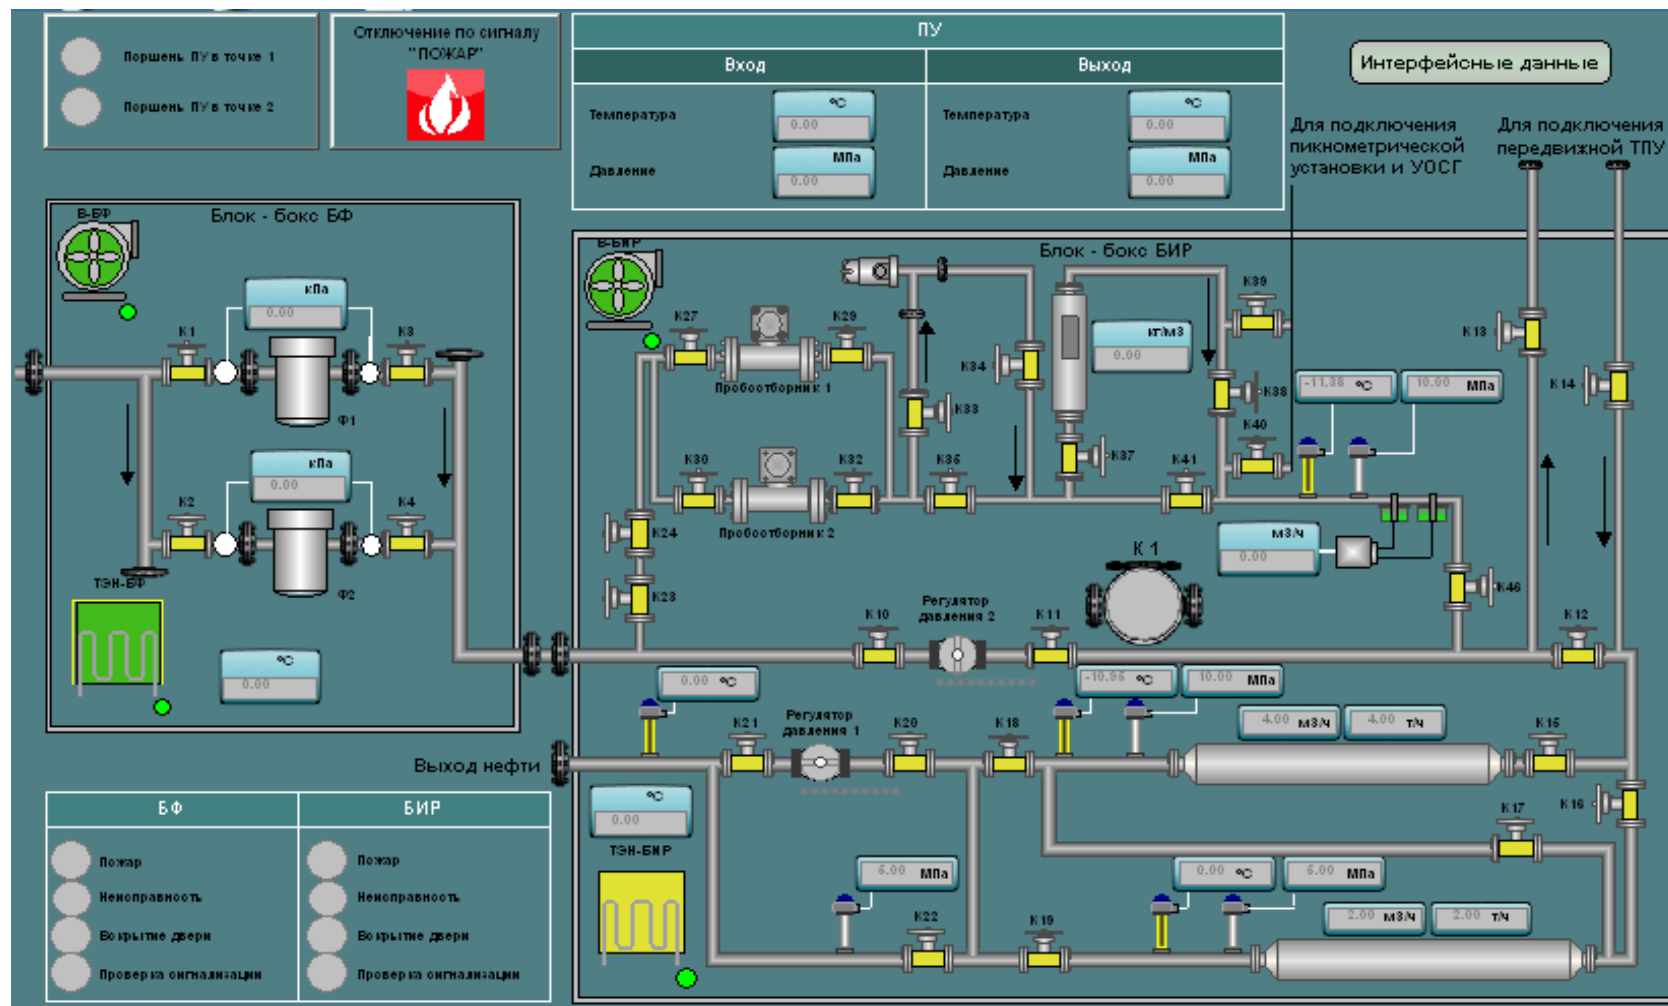 Поршень ПУ в точке 1
Поршень ПУ в точке 2
Отключение по сигналу
"ПОЖАР"
ПУ
Вход
Выход
Температура
°C
0.00
Температура
°C
0.00
Давление
МПа
0.00
Давление
МПа
0.00
Интерфейсные данные
Для подключения
пикнометрической
установки и УОСГ
Для подключения
передвижной ТПУ
Блок - бокс БФ
В-БФ
кПа
0.00
К1
К3
Ф1
кПа
0.00
К2
К4
Ф2
ТЭН-БФ
°C
0.00
Блок - бокс БИР
В-БИР
К27
К29
Пробоотборник 1
К30
К32
Пробоотборник 2
К24
К23
К33
К34
К35
кг/м3
0.00
К37
К39
К38
К40
К41
-11.38 °C
10.00 МПа
К13
К14
м3/ч
0.00
К 1
К46
К10
Регулятор
давления 2
К11
К12
0.00 °C
-10.95 °C
10.00 МПа
4.00 м3/ч
4.00 т/ч
К21
Регулятор
давления 1
К20
К18
К15
Выход нефти
К16
К17
°C
0.00
ТЭН-БИР
5.00 МПа
0.00 °C
5.00 МПа
2.00 м3/ч
2.00 т/ч
К22
К19
БФ
БИР
Пожар
Пожар
Неисправность
Неисправность
Вскрытие двери
Вскрытие двери
Проверка сигнализации
Проверка сигнализации